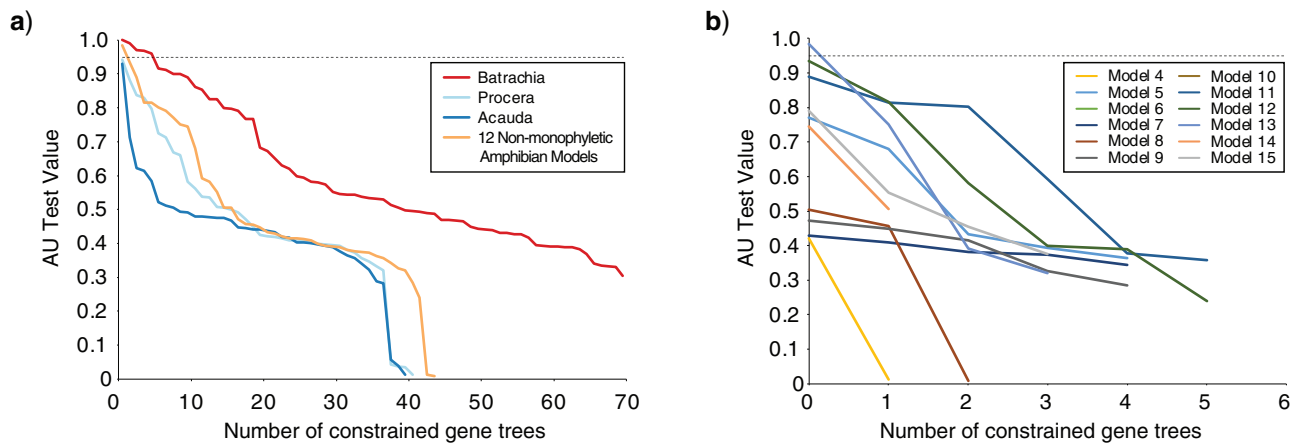 a)
1.0
0.9
0.8
0.7
0.6
0.5
0.4
0.3
0.2
0.1
0
AU Test Value
0
10
20
30
40
50
60
70
Number of constrained gene trees
Batrachia
Procera
Acauda
12 Non-monophyletic
Amphibian Models
b)
1.0
0.9
0.8
0.7
0.6
0.5
0.4
0.3
0.2
0.1
0
AU Test Value
0
1
2
3
4
5
6
Number of constrained gene trees
Model 4
Model 5
Model 6
Model 7
Model 8
Model 9
Model 10
Model 11
Model 12
Model 13
Model 14
Model 15